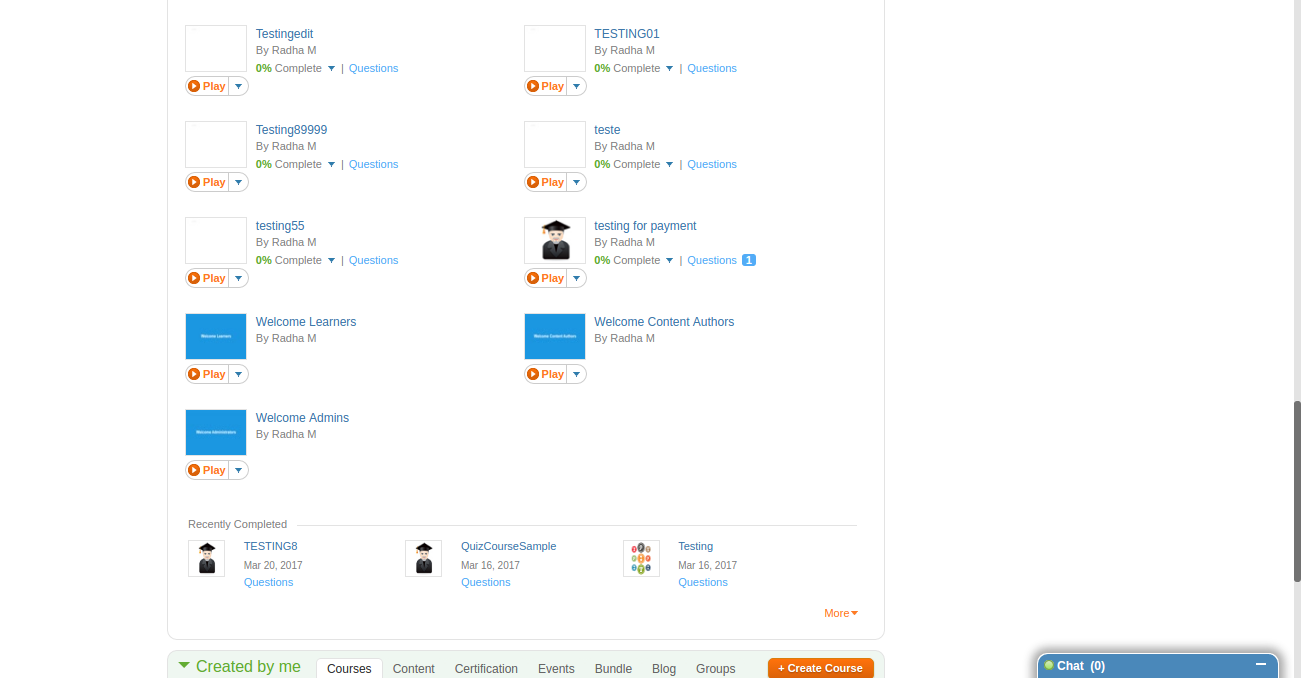 Testingedit
By Radha M
0% Complete | Questions
Play
TESTING01
By Radha M
0% Complete | Questions
Play
Testing89999
By Radha M
0% Complete | Questions
Play
teste
By Radha M
0% Complete | Questions
Play
testing55
By Radha M
0% Complete | Questions
Play
testing for payment
By Radha M
0% Complete | Questions 1
Play
Welcome Learners
Welcome Learners
By Radha M
Play
Welcome Content Authors
Welcome Content Authors
By Radha M
Play
Welcome Administrators
Welcome Admins
By Radha M
Play
Recently Completed
TESTING8
Mar 20, 2017
Questions
QuizCourseSample
Mar 16, 2017
Questions
Testing
Mar 16, 2017
Questions
More
Created by me Courses Content Certification Events Bundle Blog Groups + Create Course
Chat (0)